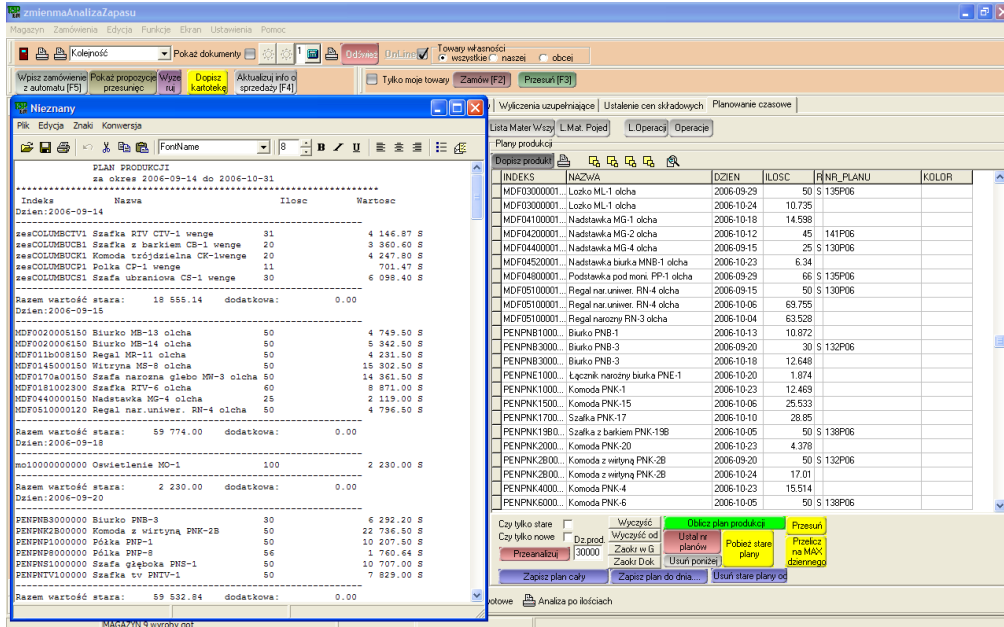 zmienmaAnalizaZapasu
Magazyn Zamówienia Edycja Funkcje Ekran Ustawienia Pomoc
Kolejność Pokaż dokumenty 1 Odśwież OnLine Towary własności
wszystkie naszej obcej
Wpisz zamówienie z automatu [F5] Pokaż propozycje przesunięc Wyze ruj Dopisz kartotekę Aktualizuj info o sprzedaży [F4] Tylko moje towary Zamów [F2] Przesuń [F3]
Nieznany
Plik Edycja Znaki Konwersja
FontName 8 B I U
PLAN PRODUKCJI
za okres 2006-09-14 do 2006-10-31
****************************************************************
Indeks Nazwa Ilosc Wartosc
Dzien:2006-09-14
zesCOLUMBCTV1 Szafka RTV CTV-1 wenge 31 4 146.87 S
zesCOLUMBUCB1 Szafka z barkiem CB-1 wenge 20 3 360.60 S
zesCOLUMBUCK1 Komoda trójdzielna CK-1wenge 20 4 247.80 S
zesCOLUMBUCP1 Polka CP-1 wenge 11 701.47 S
zesCOLUMBUCS1 Szafa ubraniowa CS-1 wenge 30 6 098.40 S
Razem wartość stara: 18 555.14 dodatkowa: 0.00
Dzien:2006-09-15
MDF0020005150 Biurko MB-13 olcha 50 4 749.50 S
MDF0020006150 Biurko MB-14 olcha 50 5 342.50 S
MDF011b008150 Regal MR-11 olcha 50 4 231.50 S
MDF0145000150 Witryna MS-8 olcha 50 15 302.50 S
MDF0170a00150 Szafa narozna glebo MW-3 olcha 50 14 361.50 S
MDF0181002300 Szafka RTV-6 olcha 60 8 871.00 S
MDF0440000150 Nadstawka MG-4 olcha 25 2 119.00 S
MDF0510000120 Regal nar.uniwer. RN-4 olcha 50 4 796.50 S
Razem wartość stara: 59 774.00 dodatkowa: 0.00
Dzien:2006-09-18
mo10000000000 Oswietlenie MO-1 100 2 230.00 S
Razem wartość stara: 2 230.00 dodatkowa: 0.00
Dzien:2006-09-20
PENPNB3000000 Biurko PNB-3 30 6 292.20 S
PENPNK2B00000 Komoda z wirtyną PNK-2B 50 22 736.50 S
PENPNP1000000 Półka PNP-1 50 10 207.50 S
PENPNP8000000 Pólka PNP-8 56 1 760.64 S
PENPNS1000000 Szafa głęboka PNS-1 50 10 707.00 S
PENPNTV100000 Szafka tv PNTV-1 50 7 829.00 S
Razem wartość stara: 59 532.84 dodatkowa: 0.00
Wyliczenia uzupełniające Ustalenie cen składowych Planowanie czasowe
Lista Mater Wszy L.Mat. Pojed L.Operacji Operacje
Plany produkcji
Dopisz produkt
INDEKS NAZWA DZIEN ILOSC R NR_PLANU KOLOR
MDF03000001... Lozko ML-1 olcha 2006-09-29 50 S 135P06
MDF03000001... Lozko ML-1 olcha 2006-10-24 10.735
MDF04100001... Nadstawka MG-1 olcha 2006-10-18 14.598
MDF04200001... Nadstawka MG-2 olcha 2006-10-12 45 141P06
MDF04400001... Nadstawka MG-4 olcha 2006-09-15 25 S 130P06
MDF04520001... Nadstawka biurka MNB-1 olcha 2006-10-23 6.34
MDF04800001... Podstawka pod moni. PP-1 olcha 2006-09-29 66 S 135P06
MDF05100001... Regal nar.uniwer. RN-4 olcha 2006-09-15 50 S 130P06
MDF05100001... Regal nar.uniwer. RN-4 olcha 2006-10-06 69.755
MDF05100001... Regal narozny RN-3 olcha 2006-10-04 63.528
PENPNB1000... Biurko PNB-1 2006-10-13 10.872
PENPNB3000... Biurko PNB-3 2006-09-20 30 S 132P06
PENPNB3000... Biurko PNB-3 2006-10-18 12.648
PENPNE1000... Łącznik narożny biurka PNE-1 2006-10-20 1.874
PENPNK1000... Komoda PNK-1 2006-10-23 12.469
PENPNK1500... Komoda PNK-15 2006-10-06 25.533
PENPNK1700... Szafka PNK-17 2006-10-10 28.85
PENPNK19B0... Szafka z barkiem PNK-19B 2006-10-05 50 S 138P06
PENPNK2000... Komoda PNK-20 2006-10-23 4.378
PENPNK2B00... Komoda z wirtyną PNK-2B 2006-09-20 50 S 132P06
PENPNK2B00... Komoda z wirtyną PNK-2B 2006-10-24 17.01
PENPNK4000... Komoda PNK-4 2006-10-23 15.514
PENPNK6000... Komoda PNK-6 2006-10-05 50 S 138P06
Czy tylko stare Wyczyść Oblicz plan produkcji Przesuń
Czy tylko nowe Dz.prod. Wyczyść od Ustal nr planów Pobież stare plany Przelicz na MAX dziennego
Przeanalizuj 30000 Zaokr w G
Zaokr Dok Usuń poniżej
Zapisz plan cały Zapisz plan do dnia.... Usuń stare plany od
otowe Analiza po ilościach
MAGAZYN 9 wyroby got